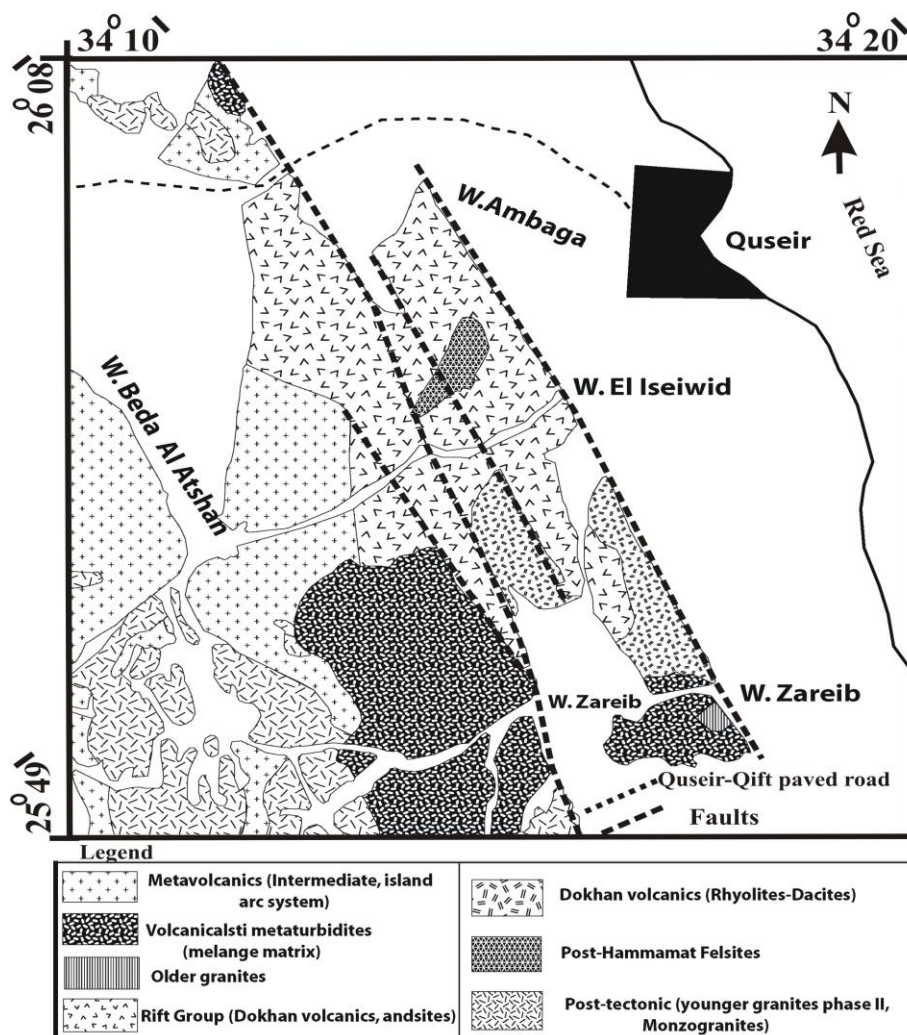 34°10\
34°20\
26°08\
N
Red Sea
W.Ambaga
Quseir
W. El Iseiwid
W. Beda Al Atshan
W. Zareib
W. Zareib
25°49\
Quseir-Qift paved road
Faults
Legend
Metavolcanics (Intermediate, island
arc system)
Volcanicalsti metaturbidites
(melange matrix)
Older granites
Rift Group (Dokhan volcanics, andsites)
Dokhan volcanics (Rhyolites-Dacites)
Post-Hammamat Felsites
Post-tectonic (younger granites phase II,
Monzogranites